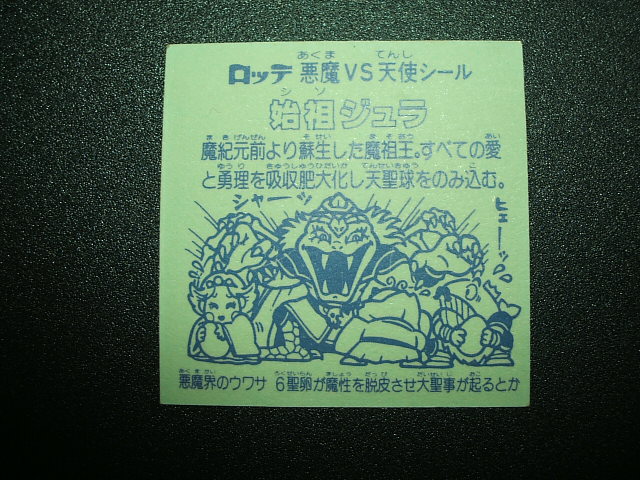 ロッテ 悪魔VS天使シール
始祖ジュラ
魔紀元前より蘇生した魔祖王。すべての愛
と勇理を吸収肥大化し天聖球をのみ込む。
シャーッ
ヒェーッ
悪魔界のウワサ 6聖卵が魔性を脱皮させ大聖事が起るとか